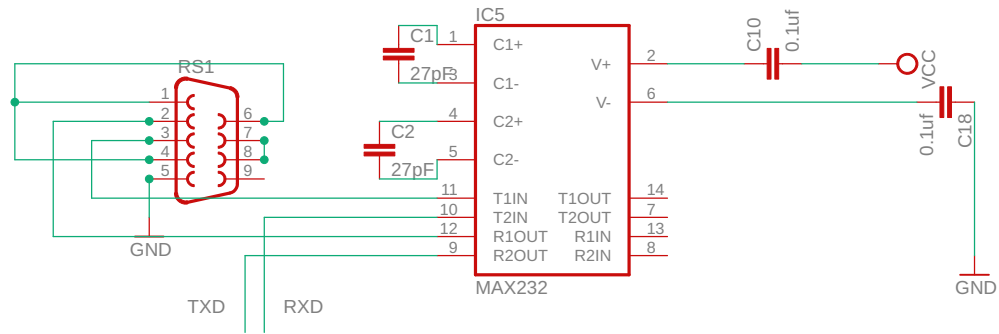 IC5
C1
27pF
1
3
4
5
11
10
12
9
C1+
C1-
C2+
C2-
T1IN
T2IN
R1OUT
R2OUT
V+
V-
T1OUT
T2OUT
R1IN
R2IN
2
6
14
7
13
8
MAX232
C2
27pF
C10
0.1uf
VCC
0.1uf
C18
GND
RS1
1
2
3
4
5
6
7
8
9
GND
TXD
RXD